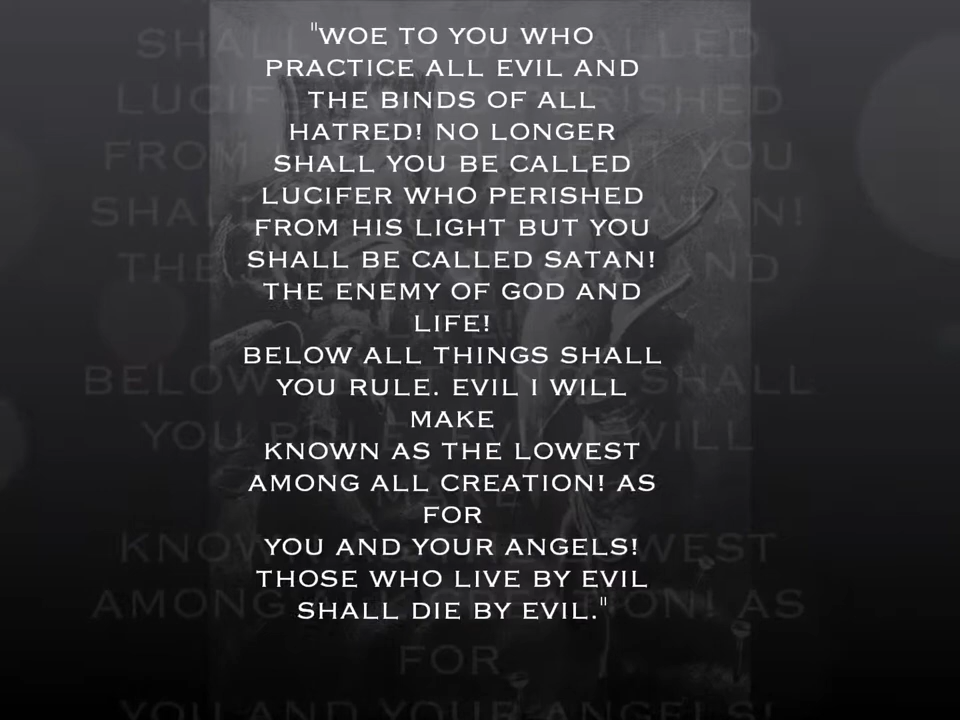 "WOE TO YOU WHO
PRACTICE ALL EVIL AND
THE BINDS OF ALL
HATRED! NO LONGER
SHALL YOU BE CALLED
LUCIFER WHO PERISHED
FROM HIS LIGHT BUT YOU
SHALL BE CALLED SATAN!
THE ENEMY OF GOD AND
LIFE!
BELOW ALL THINGS SHALL
YOU RULE. EVIL I WILL
MAKE
KNOWN AS THE LOWEST
AMONG ALL CREATION! AS
FOR
YOU AND YOUR ANGELS!
THOSE WHO LIVE BY EVIL
SHALL DIE BY EVIL."